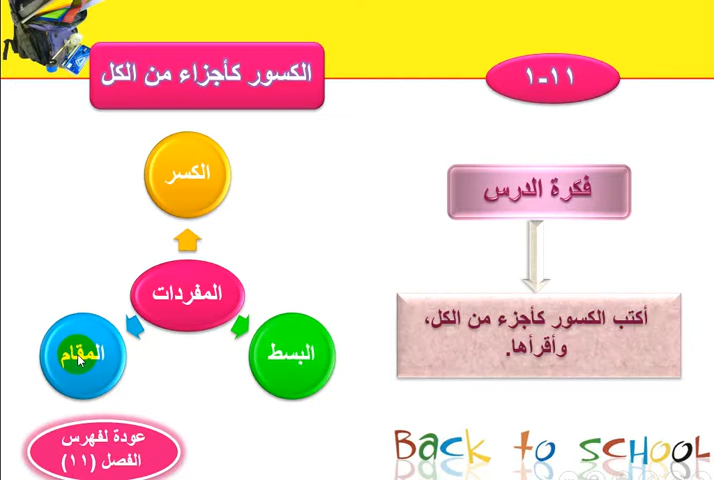 ١-١١
الكسور كأجزاء من الكل
فكرة الدرس
أكتب الكسور كأجزء من الكل،
وأقرأها.
الكسر
المفردات
البسط
المقام
عودة لفهرس
الفصل (١١)
Back to School